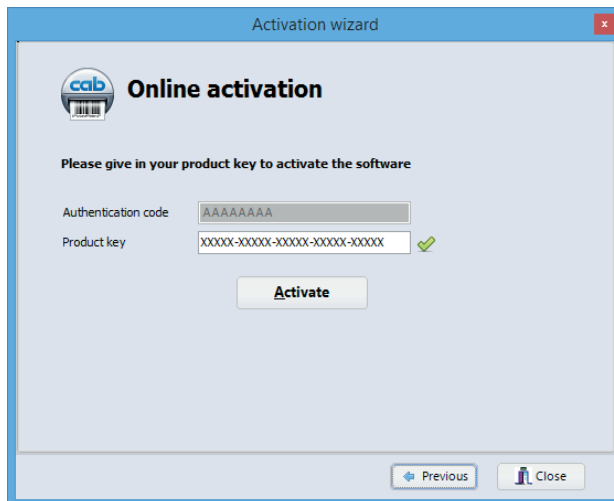 Activation wizard
x
cab
Online activation
Please give in your product key to activate the software
Authentication code AAAAAAAA
Product key XXXXX-XXXXX-XXXXX-XXXXX-XXXXX
Activate
Previous Close